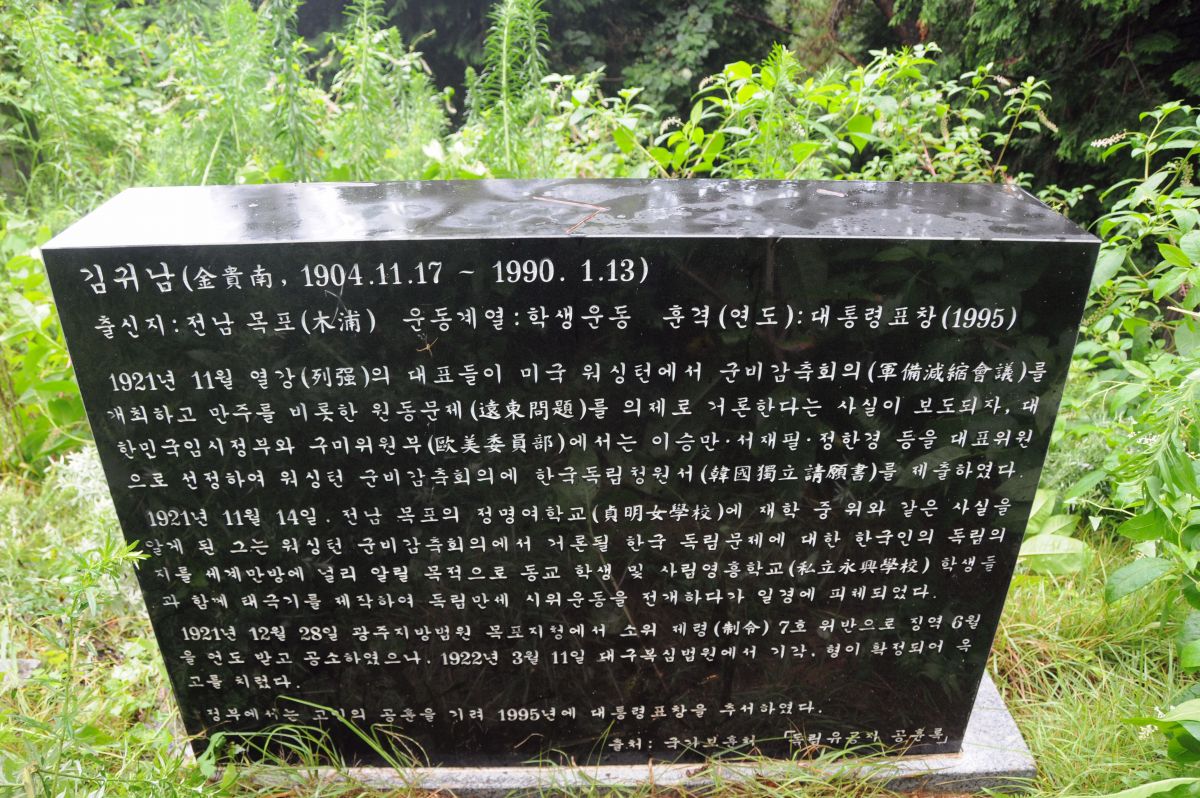 김귀남(金貴南, 1904.11.17 ~ 1990. 1.13)
출신지:전남 목포(木浦) 운동계열:학생운동 훈격(연도):대통령표창(1995)
1921년 11월 열강(列强)의 대표들이 미국 워싱턴에서 군비감축회의(軍備減縮會議)를
개최하고 만주를 비롯한 원동문제(遠東問題)를 의제로 거론한다는 사실이 보도되자, 대
한민국임시정부와 구미위원부(歐美委員部)에서는 이승만·서재필·정한경 등을 대표위원
으로 선정하여 워싱턴 군비감축회의에 한국독립청원서(韓國獨立請願書)를 제출하였다.
1921년 11월 14일. 전남 목포의 정명여학교(貞明女學校)에 재학 중 위와 같은 사실을
알게 된 그는 워싱턴 군비감축회의에서 거론될 한국 독립문제에 대한 한국인의 독립의
지를 세계만방에 널리 알릴 목적으로 동교 학생 및 사립영흥학교(私立永興學校) 학생들
과 함께 태극기를 제작하여 독립만세 시위운동을 전개하다가 일경에 피체되었다.
1921년 12월 28일 광주지방법원 목포지청에서 소위 제령(制令) 7호 위반으로 징역 6월
을 언도 받고 공소하였으나, 1922년 3월 11일 대구복심법원에서 기각, 형이 확정되어 옥
고를 치렀다.
정부에서는 고인의 공훈을 기려 1995년에 대통령표창을 추서하였다.
출처: 국가보훈처 「독립유공자 공훈록」